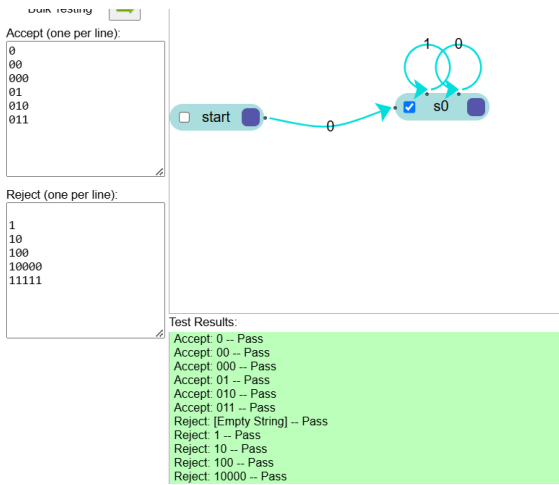 Bulk Testing
Accept (one per line):
0
00
000
01
010
011
Reject (one per line):
1
10
100
10000
11111
start
0
1
0
s0
Test Results:
Accept: 0 -- Pass
Accept: 00 -- Pass
Accept: 000 -- Pass
Accept: 01 -- Pass
Accept: 010 -- Pass
Accept: 011 -- Pass
Reject: [Empty String] -- Pass
Reject: 1 -- Pass
Reject: 10 -- Pass
Reject: 100 -- Pass
Reject: 10000 -- Pass